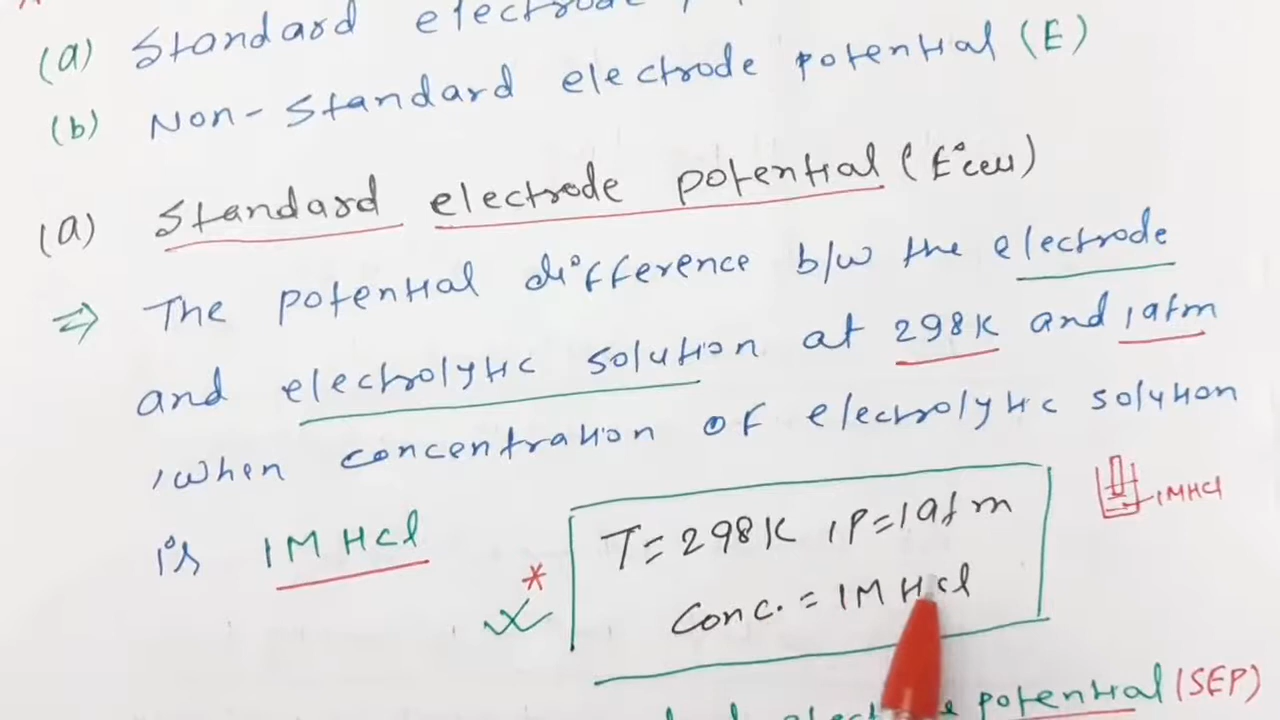 (a) Standard
(b) Non-Standard electrode potential (E)
(a) Standard electrode potential (E°cell)
⇒ The potential difference b/w the electrode
and electrolytic solution at 298K and 1atm
, when concentration of electrolytic solution
is 1M HCl
T=298K, P=1atm
Conc. = 1M HCl
1MHCl
potential (SEP)